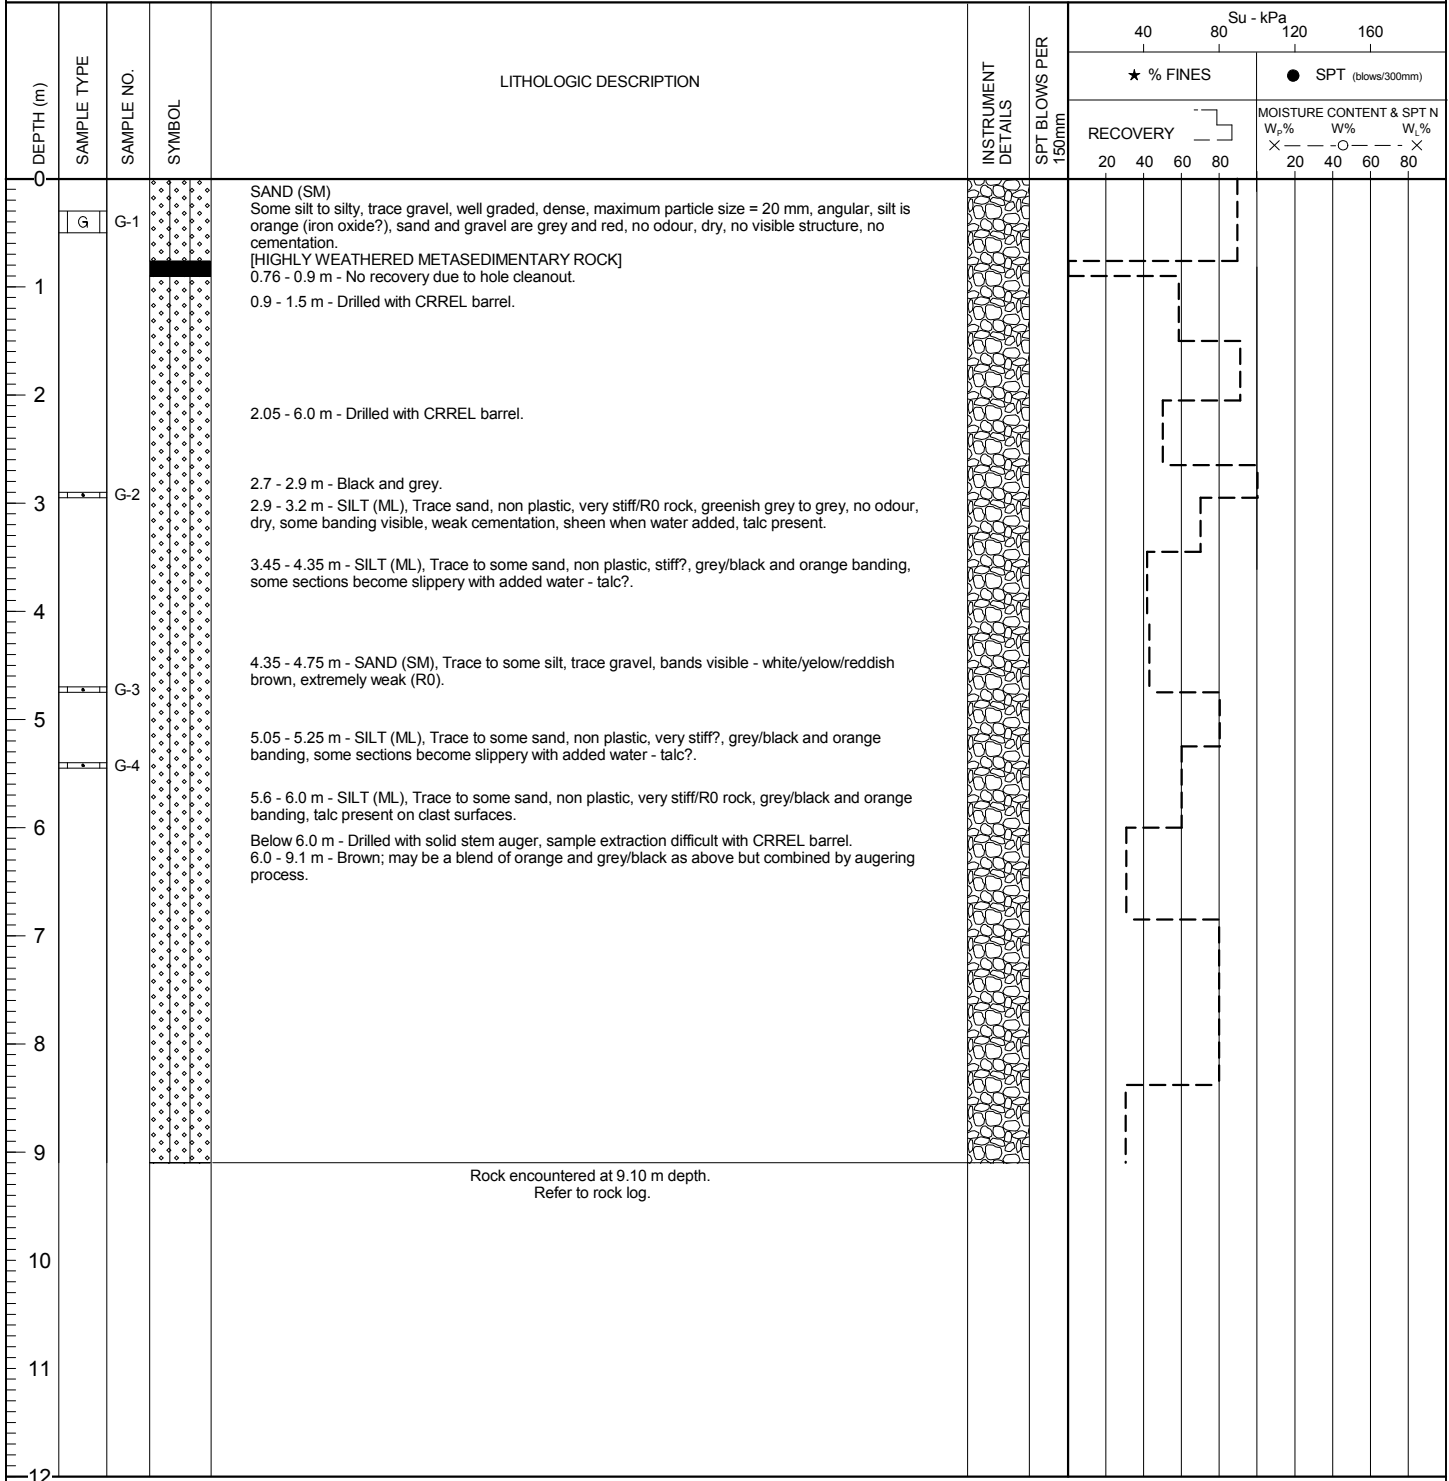 Su - kPa
40 80 120 160
DEPTH (m)
SAMPLE TYPE
SAMPLE NO.
SYMBOL
LITHOLOGIC DESCRIPTION
INSTRUMENT
DETAILS
SPT BLOWS PER
150mm
★ % FINES
● SPT (blows/300mm)
RECOVERY
MOISTURE CONTENT & SPT N
WP% W% WL%
20 40 60 80 20 40 60 80
0
SAND (SM)
G G-1
Some silt to silty, trace gravel, well graded, dense, maximum particle size = 20 mm, angular, silt is
orange (iron oxide?), sand and gravel are grey and red, no odour, dry, no visible structure, no
cementation.
[HIGHLY WEATHERED METASEDIMENTARY ROCK]
0.76 - 0.9 m - No recovery due to hole cleanout.
1
0.9 - 1.5 m - Drilled with CRREL barrel.
2
2.05 - 6.0 m - Drilled with CRREL barrel.
2.7 - 2.9 m - Black and grey.
G-2
3
2.9 - 3.2 m - SILT (ML), Trace sand, non plastic, very stiff/R0 rock, greenish grey to grey, no odour,
dry, some banding visible, weak cementation, sheen when water added, talc present.
3.45 - 4.35 m - SILT (ML), Trace to some sand, non plastic, stiff?, grey/black and orange banding,
some sections become slippery with added water - talc?.
4
4.35 - 4.75 m - SAND (SM), Trace to some silt, trace gravel, bands visible - white/yelow/reddish
brown, extremely weak (R0).
G-3
5
5.05 - 5.25 m - SILT (ML), Trace to some sand, non plastic, very stiff?, grey/black and orange
banding, some sections become slippery with added water - talc?.
G-4
5.6 - 6.0 m - SILT (ML), Trace to some sand, non plastic, very stiff/R0 rock, grey/black and orange
banding, talc present on clast surfaces.
6
Below 6.0 m - Drilled with solid stem auger, sample extraction difficult with CRREL barrel.
6.0 - 9.1 m - Brown; may be a blend of orange and grey/black as above but combined by augering
process.
7
8
9
Rock encountered at 9.10 m depth.
Refer to rock log.
10
11
12